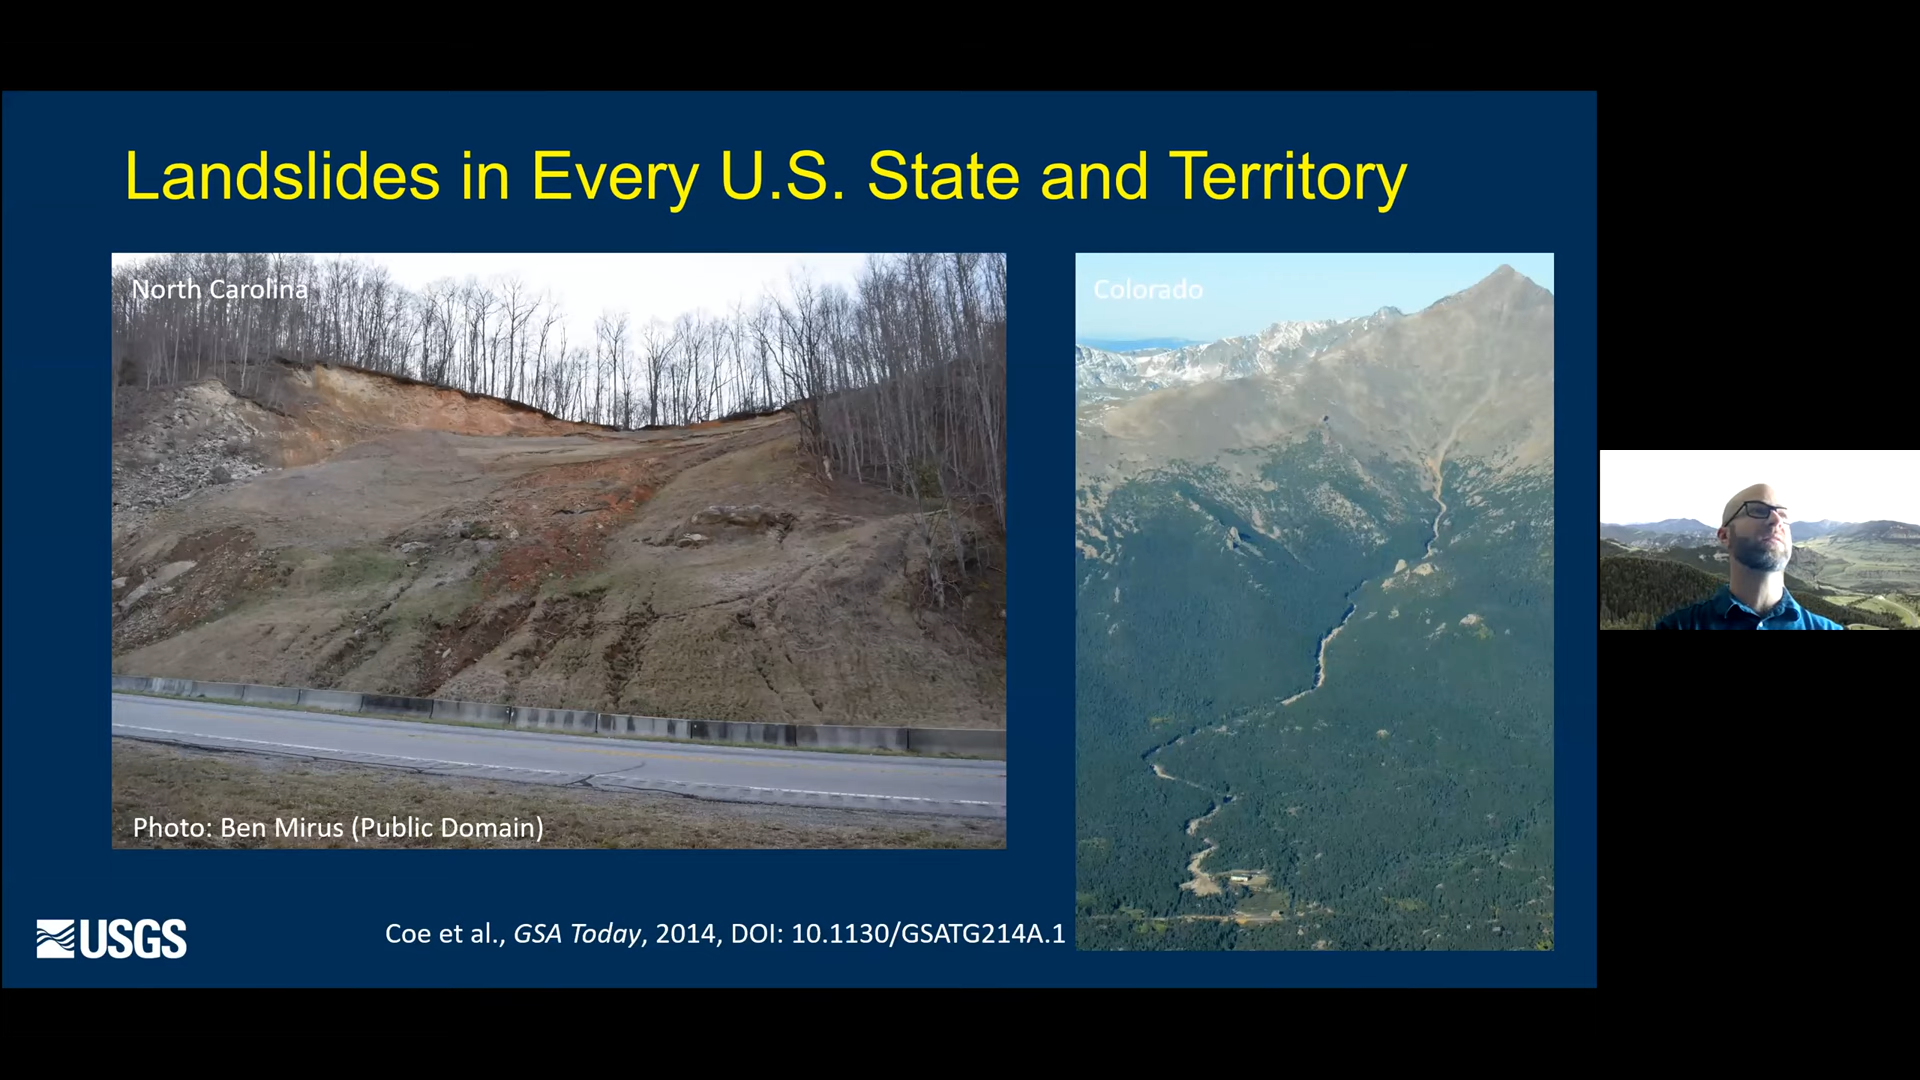 Landslides in Every U.S. State and Territory
North Carolina
Colorado
Photo: Ben Mirus (Public Domain)
USGS
Coe et al., GSA Today, 2014, DOI: 10.1130/GSATG214A.1